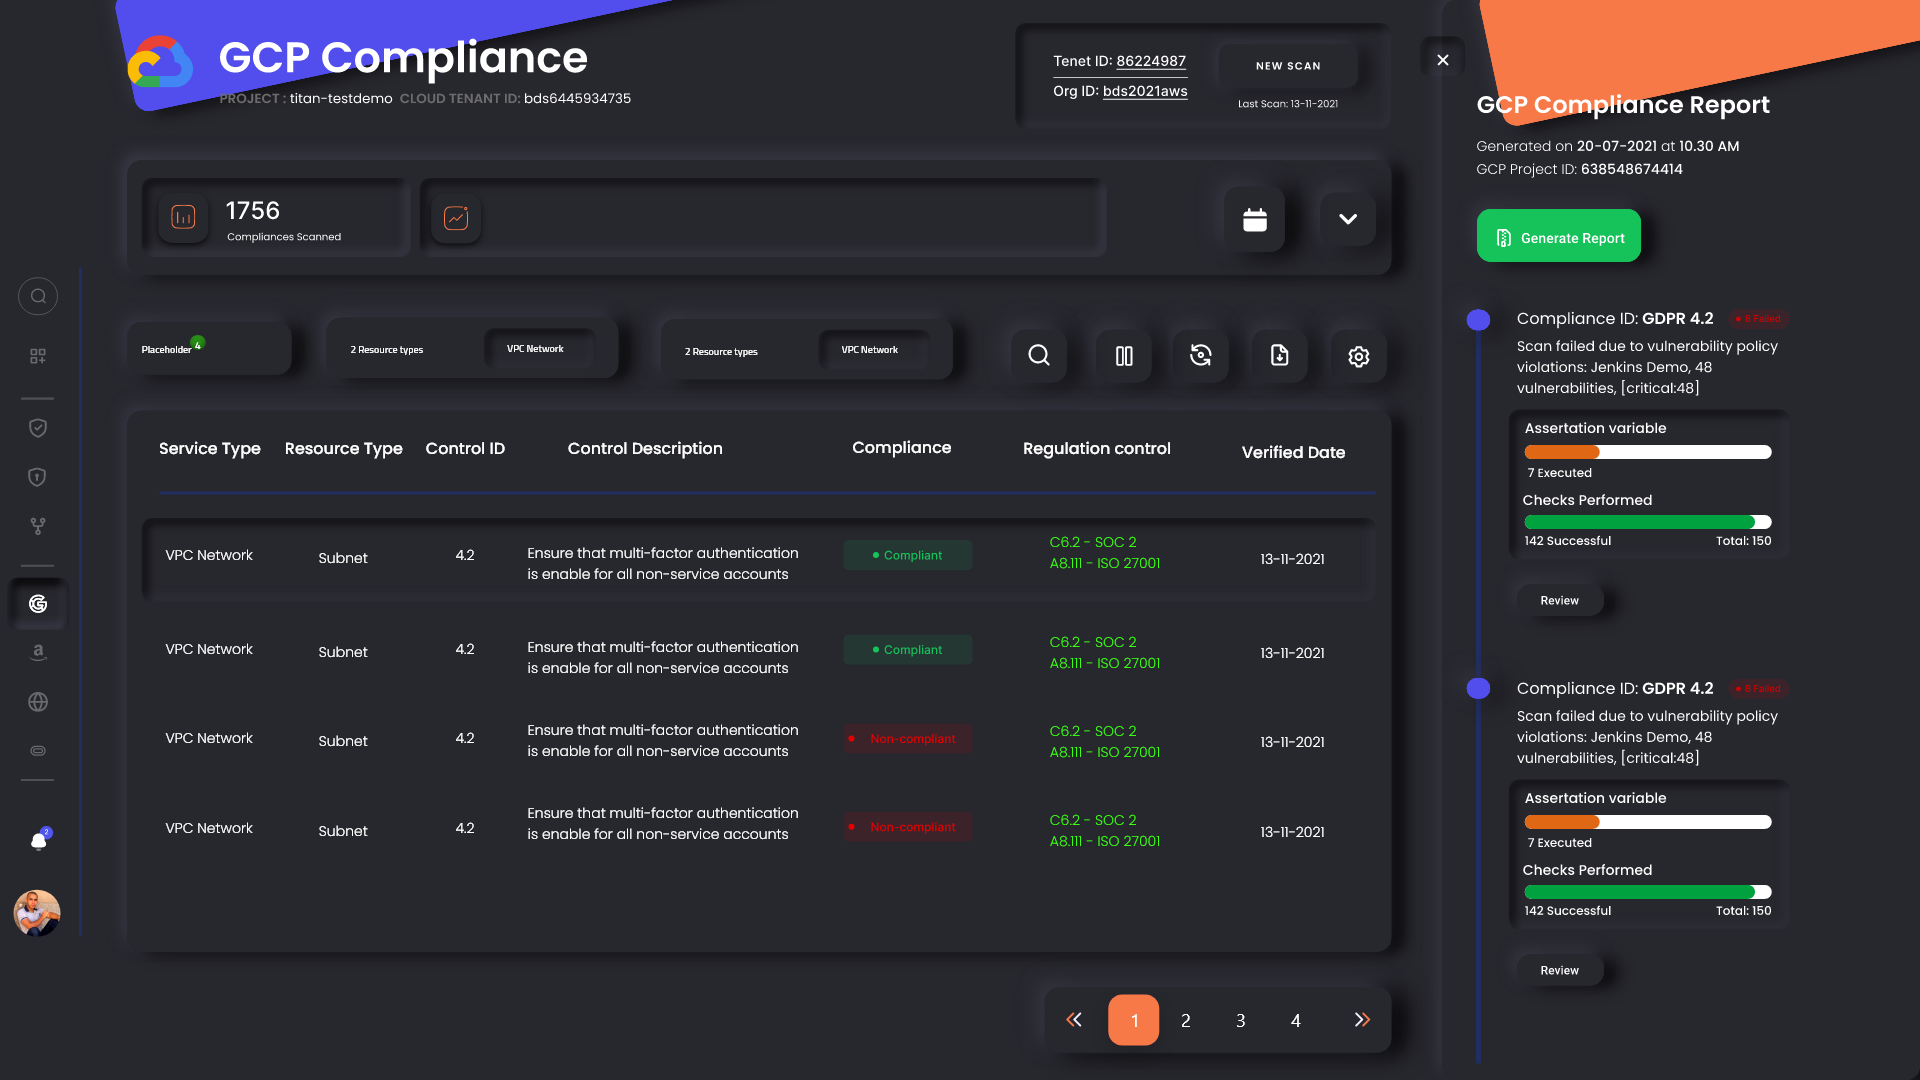 GCP Compliance
PROJECT : titan-testdemo CLOUD TENANT ID: bds6445934735
Tenet ID: 86224987
Org ID: bds2021aws
NEW SCAN
Last Scan: 13-11-2021
1756
Compliances Scanned
Placeholder 4
2 Resource types VPC Network
2 Resource types VPC Network
Service Type Resource Type Control ID Control Description Compliance Regulation control Verified Date
VPC Network Subnet 4.2 Ensure that multi-factor authentication is enable for all non-service accounts Compliant C6.2 - SOC 2 A8.111 - ISO 27001 13-11-2021
VPC Network Subnet 4.2 Ensure that multi-factor authentication is enable for all non-service accounts Compliant C6.2 - SOC 2 A8.111 - ISO 27001 13-11-2021
VPC Network Subnet 4.2 Ensure that multi-factor authentication is enable for all non-service accounts Non-compliant C6.2 - SOC 2 A8.111 - ISO 27001 13-11-2021
VPC Network Subnet 4.2 Ensure that multi-factor authentication is enable for all non-service accounts Non-compliant C6.2 - SOC 2 A8.111 - ISO 27001 13-11-2021
1 2 3 4
2
GCP Compliance Report
Generated on 20-07-2021 at 10.30 AM
GCP Project ID: 638548674414
Generate Report
Compliance ID: GDPR 4.2 8 Failed
Scan failed due to vulnerability policy
violations: Jenkins Demo, 48
vulnerabilities, [critical:48]
Assertation variable
7 Executed
Checks Performed
142 Successful Total: 150
Review
Compliance ID: GDPR 4.2 8 Failed
Scan failed due to vulnerability policy
violations: Jenkins Demo, 48
vulnerabilities, [critical:48]
Assertation variable
7 Executed
Checks Performed
142 Successful Total: 150
Review